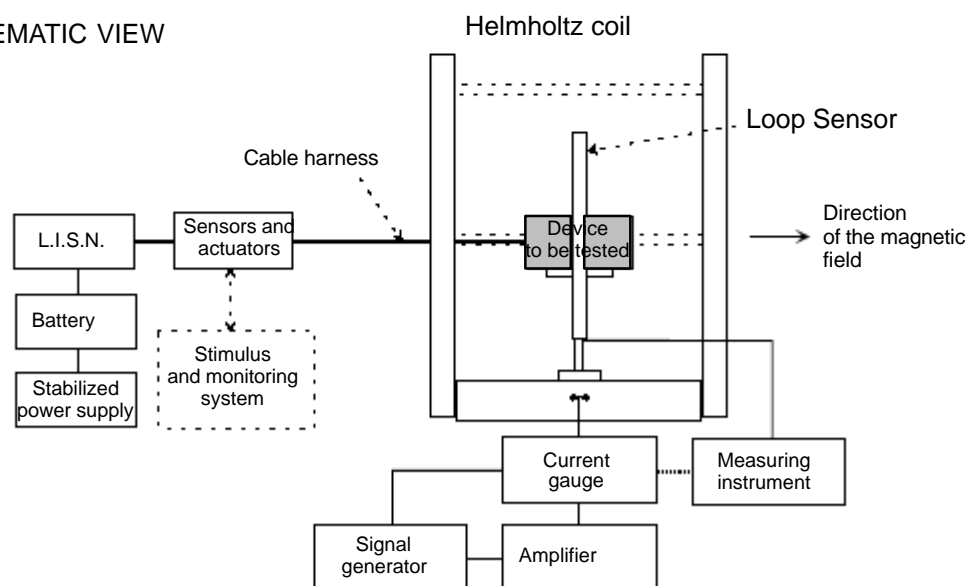 EMATIC VIEW
Helmholtz coil
Loop Sensor
Cable harness
L.I.S.N.
Sensors and
actuators
Device
to be tested
Direction
of the magnetic
field
Battery
Stimulus
and monitoring
system
Stabilized
power supply
Current
gauge
Measuring
instrument
Signal
generator
Amplifier